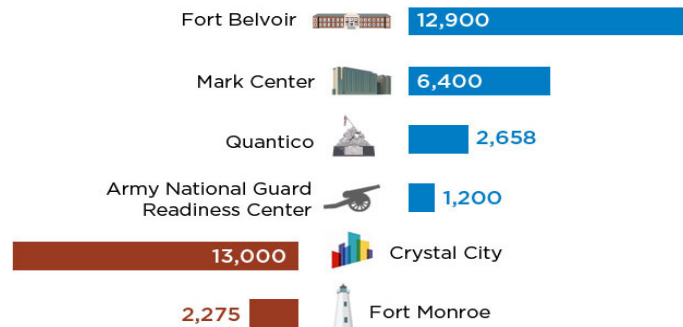 Fort Belvoir 12,900
Mark Center 6,400
Quantico 2,658
Army National Guard
Readiness Center 1,200
13,000 Crystal City
2,275 Fort Monroe